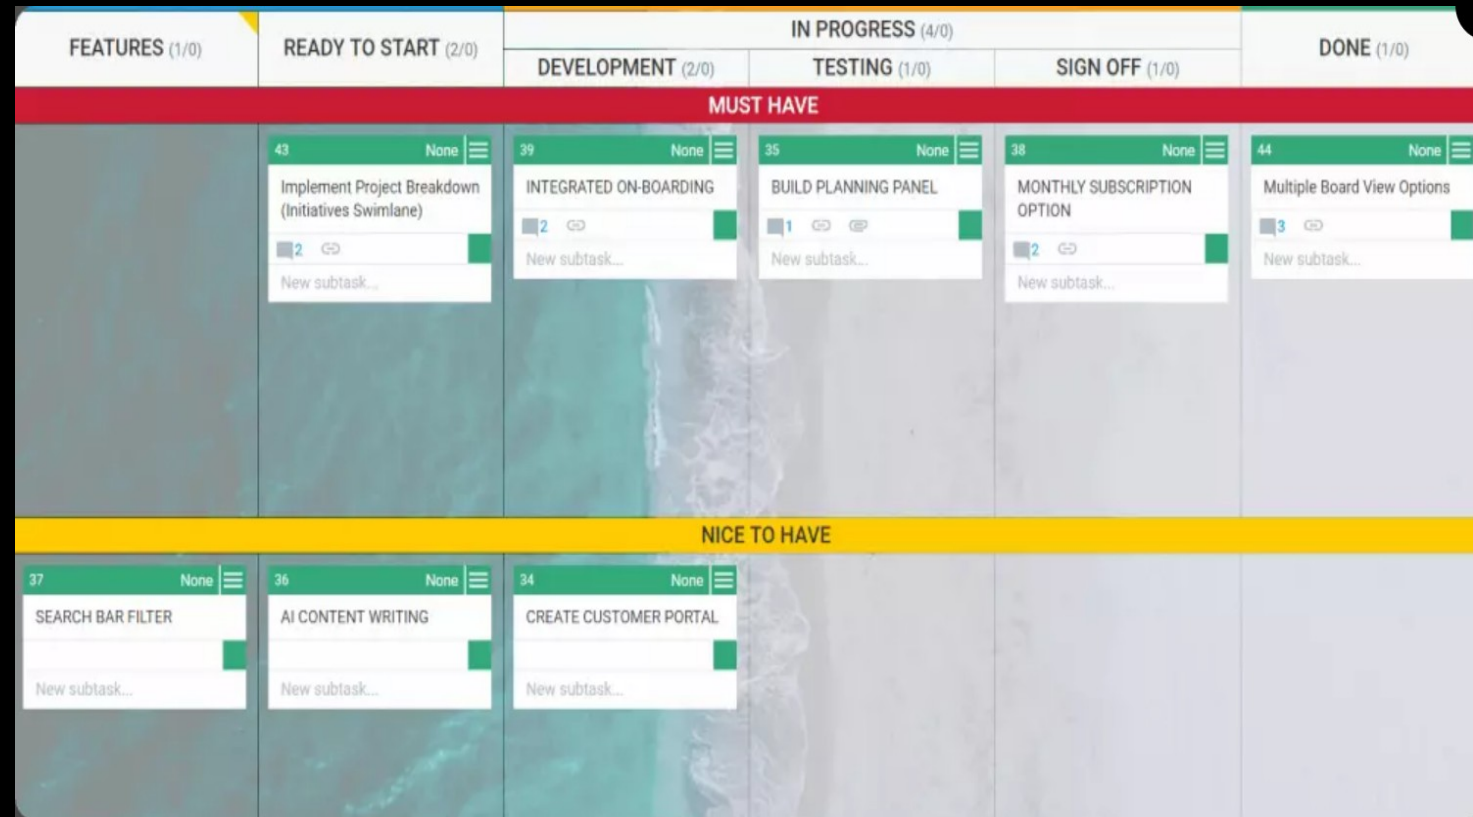 FEATURES (1/0)
READY TO START (2/0)
IN PROGRESS (4/0)
DEVELOPMENT (2/0)
TESTING (1/0)
SIGN OFF (1/0)
DONE (1/0)
MUST HAVE
43 None
Implement Project Breakdown
(Initiatives Swimlane)
2
New subtask...
39 None
INTEGRATED ON-BOARDING
2
New subtask...
35 None
BUILD PLANNING PANEL
1
New subtask...
38 None
MONTHLY SUBSCRIPTION
OPTION
2
New subtask...
44 None
Multiple Board View Options
3
New subtask...
NICE TO HAVE
37 None
SEARCH BAR FILTER
New subtask...
36 None
AI CONTENT WRITING
New subtask...
34 None
CREATE CUSTOMER PORTAL
New subtask...